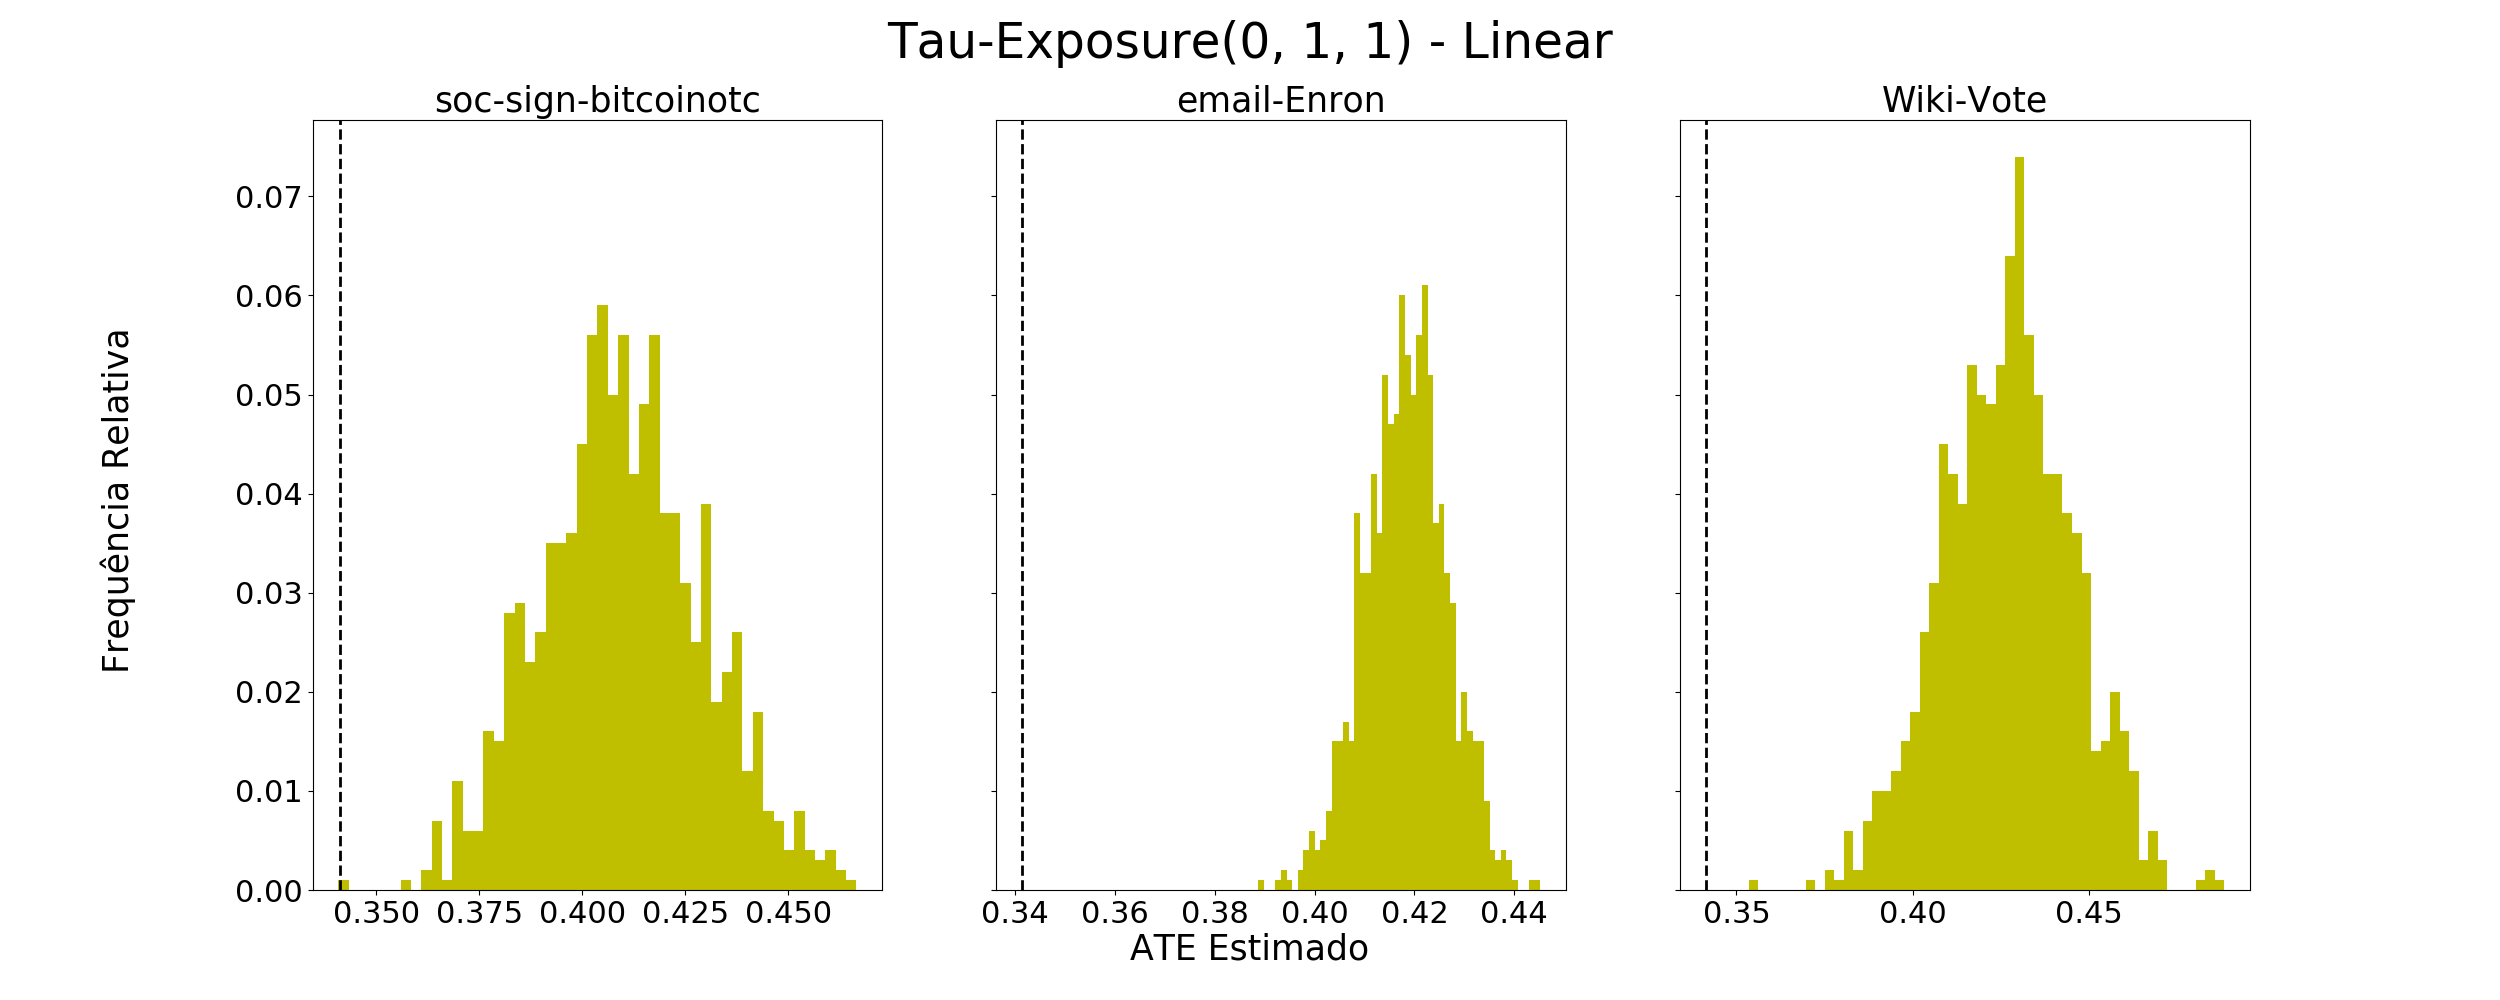 Tau-Exposure(0, 1, 1) - Linear
soc-sign-bitcoinotc
email-Enron
Wiki-Vote
Frequência Relativa
0.07
0.06
0.05
0.04
0.03
0.02
0.01
0.00
0.350 0.375 0.400 0.425 0.450
0.34 0.36 0.38 0.40 0.42 0.44
0.35 0.40 0.45
ATE Estimado